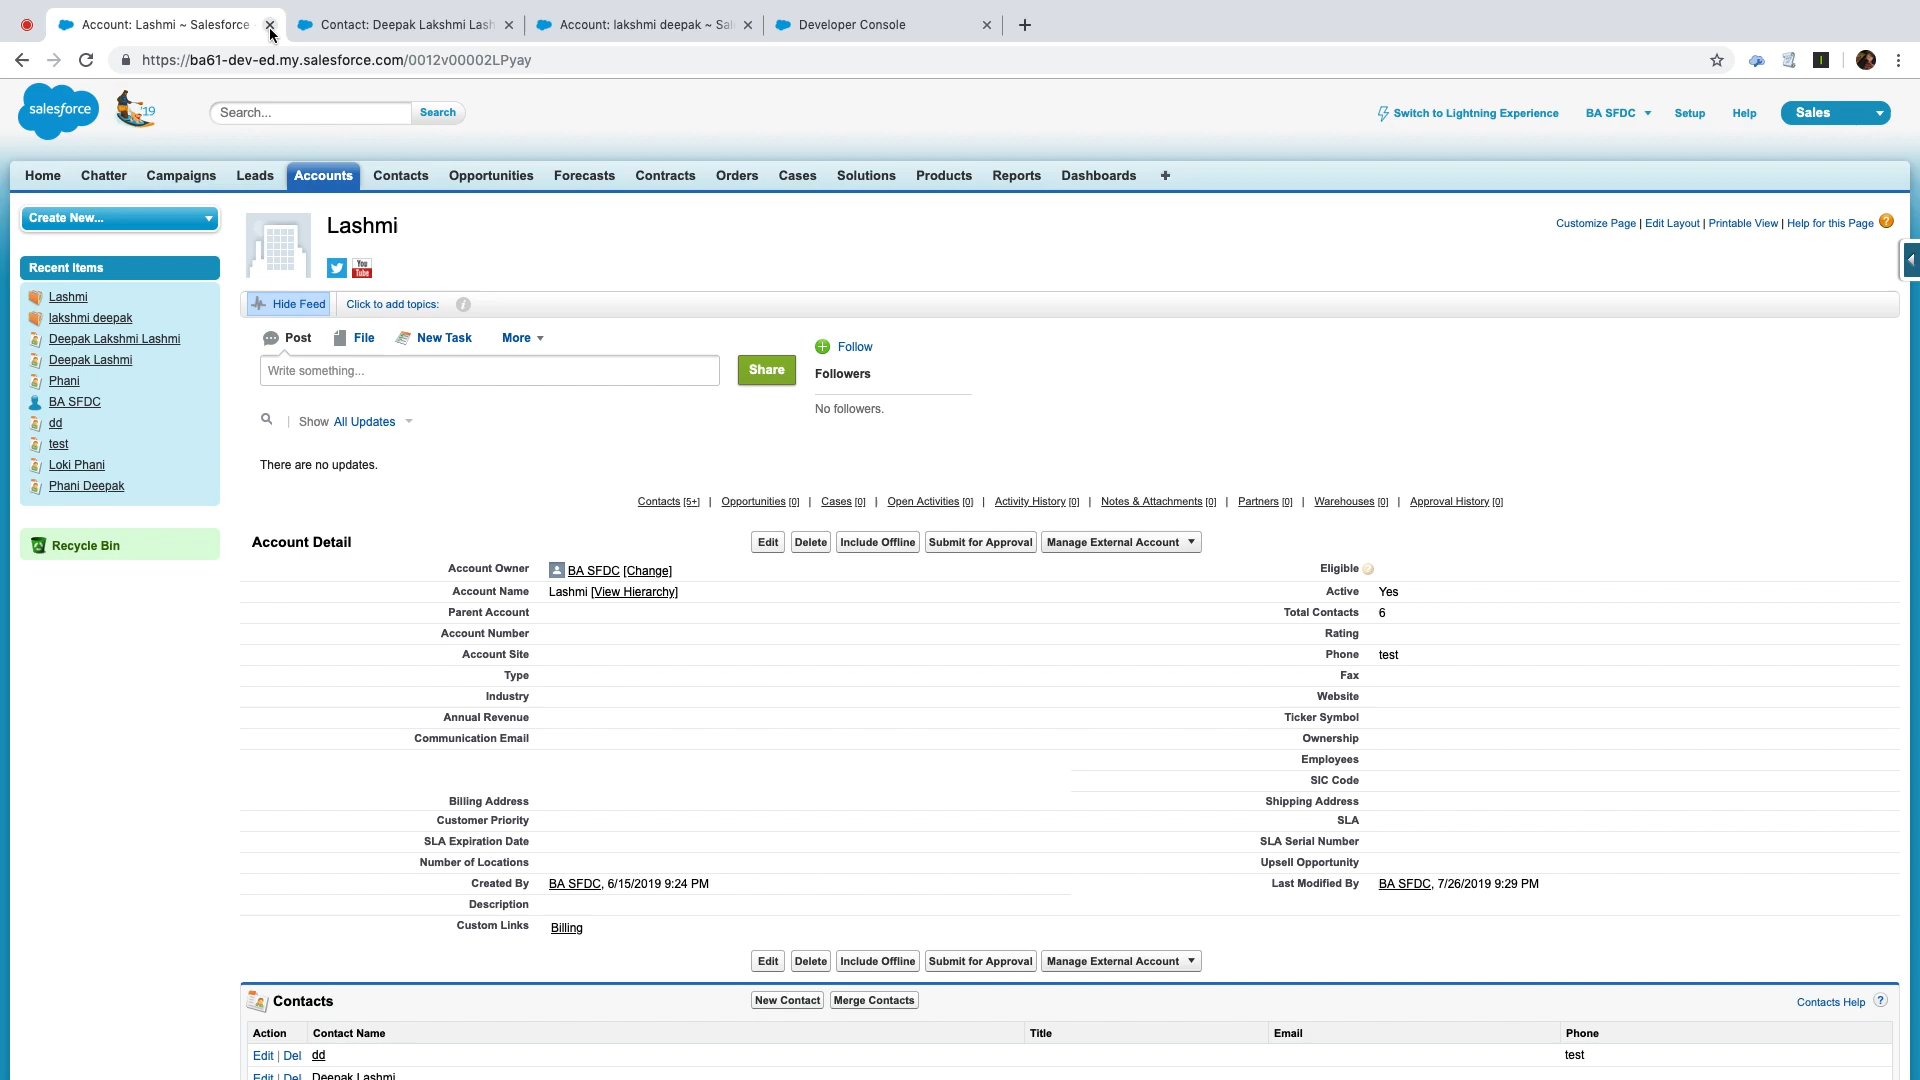 Account: Lashmi ~ Salesforce
Contact: Deepak Lakshmi Lash
Account: lakshmi deepak ~ Sal
Developer Console
https://ba61-dev-ed.my.salesforce.com/0012v00002LPyay
salesforce
'19
Search...
Search
Switch to Lightning Experience
BA SFDC
Setup
Help
Sales
Home
Chatter
Campaigns
Leads
Accounts
Contacts
Opportunities
Forecasts
Contracts
Orders
Cases
Solutions
Products
Reports
Dashboards
+
Create New...
Recent Items
Lashmi
lakshmi deepak
Deepak Lakshmi Lashmi
Deepak Lashmi
Phani
BA SFDC
dd
test
Loki Phani
Phani Deepak
Recycle Bin
Lashmi
You Tube
Customize Page | Edit Layout | Printable View | Help for this Page ?
Hide Feed
Click to add topics: i
Post
File
New Task
More
Write something...
Share
Follow
Followers
No followers.
Show All Updates
There are no updates.
Contacts [5+] | Opportunities [0] | Cases [0] | Open Activities [0] | Activity History [0] | Notes & Attachments [0] | Partners [0] | Warehouses [0] | Approval History [0]
Account Detail
Edit
Delete
Include Offline
Submit for Approval
Manage External Account
Account Owner BA SFDC [Change]
Eligible ?
Account Name Lashmi [View Hierarchy]
Active Yes
Parent Account
Total Contacts 6
Account Number
Rating
Account Site
Phone test
Type
Fax
Industry
Website
Annual Revenue
Ticker Symbol
Communication Email
Ownership
Employees
SIC Code
Billing Address
Shipping Address
Customer Priority
SLA
SLA Expiration Date
SLA Serial Number
Number of Locations
Upsell Opportunity
Created By BA SFDC, 6/15/2019 9:24 PM
Last Modified By BA SFDC, 7/26/2019 9:29 PM
Description
Custom Links Billing
Edit
Delete
Include Offline
Submit for Approval
Manage External Account
Contacts
New Contact
Merge Contacts
Contacts Help ?
Action
Contact Name
Title
Email
Phone
Edit | Del dd test
Edit | Del Deepak Lashmi